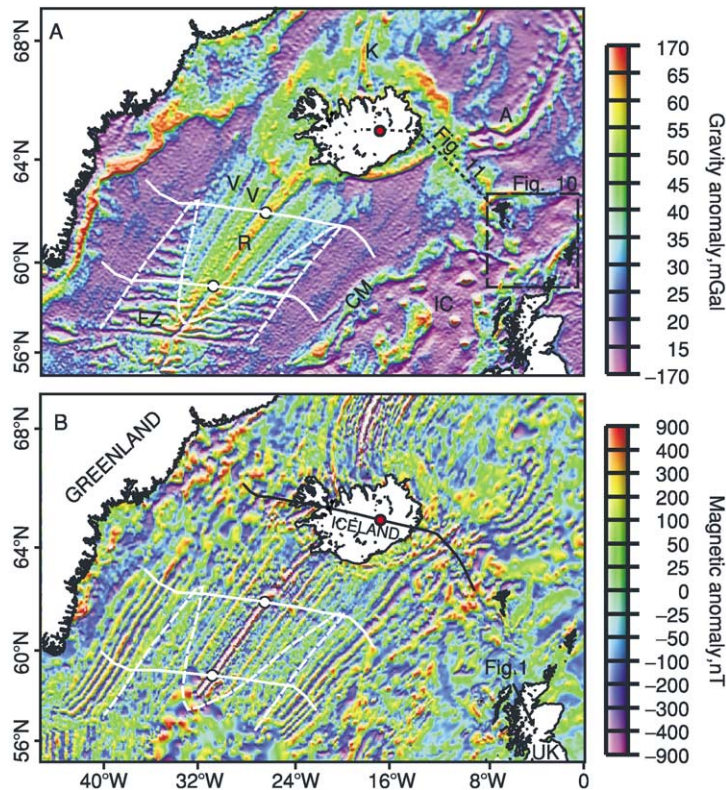 A
68°N
64°N
60°N
56°N
K
A
Fig. 11
Fig. 10
V
V
R
FZ
CM
IC
170
65
60
55
50
45
40
35
30
25
20
15
−170
Gravity anomaly,mGal
B
GREENLAND
ICELAND
Fig.1
UK
68°N
64°N
60°N
56°N
40°W
32°W
24°W
16°W
8°W
0
900
400
300
200
100
50
25
0
−25
−50
−100
−200
−300
−400
−900
Magnetic anomaly,nT